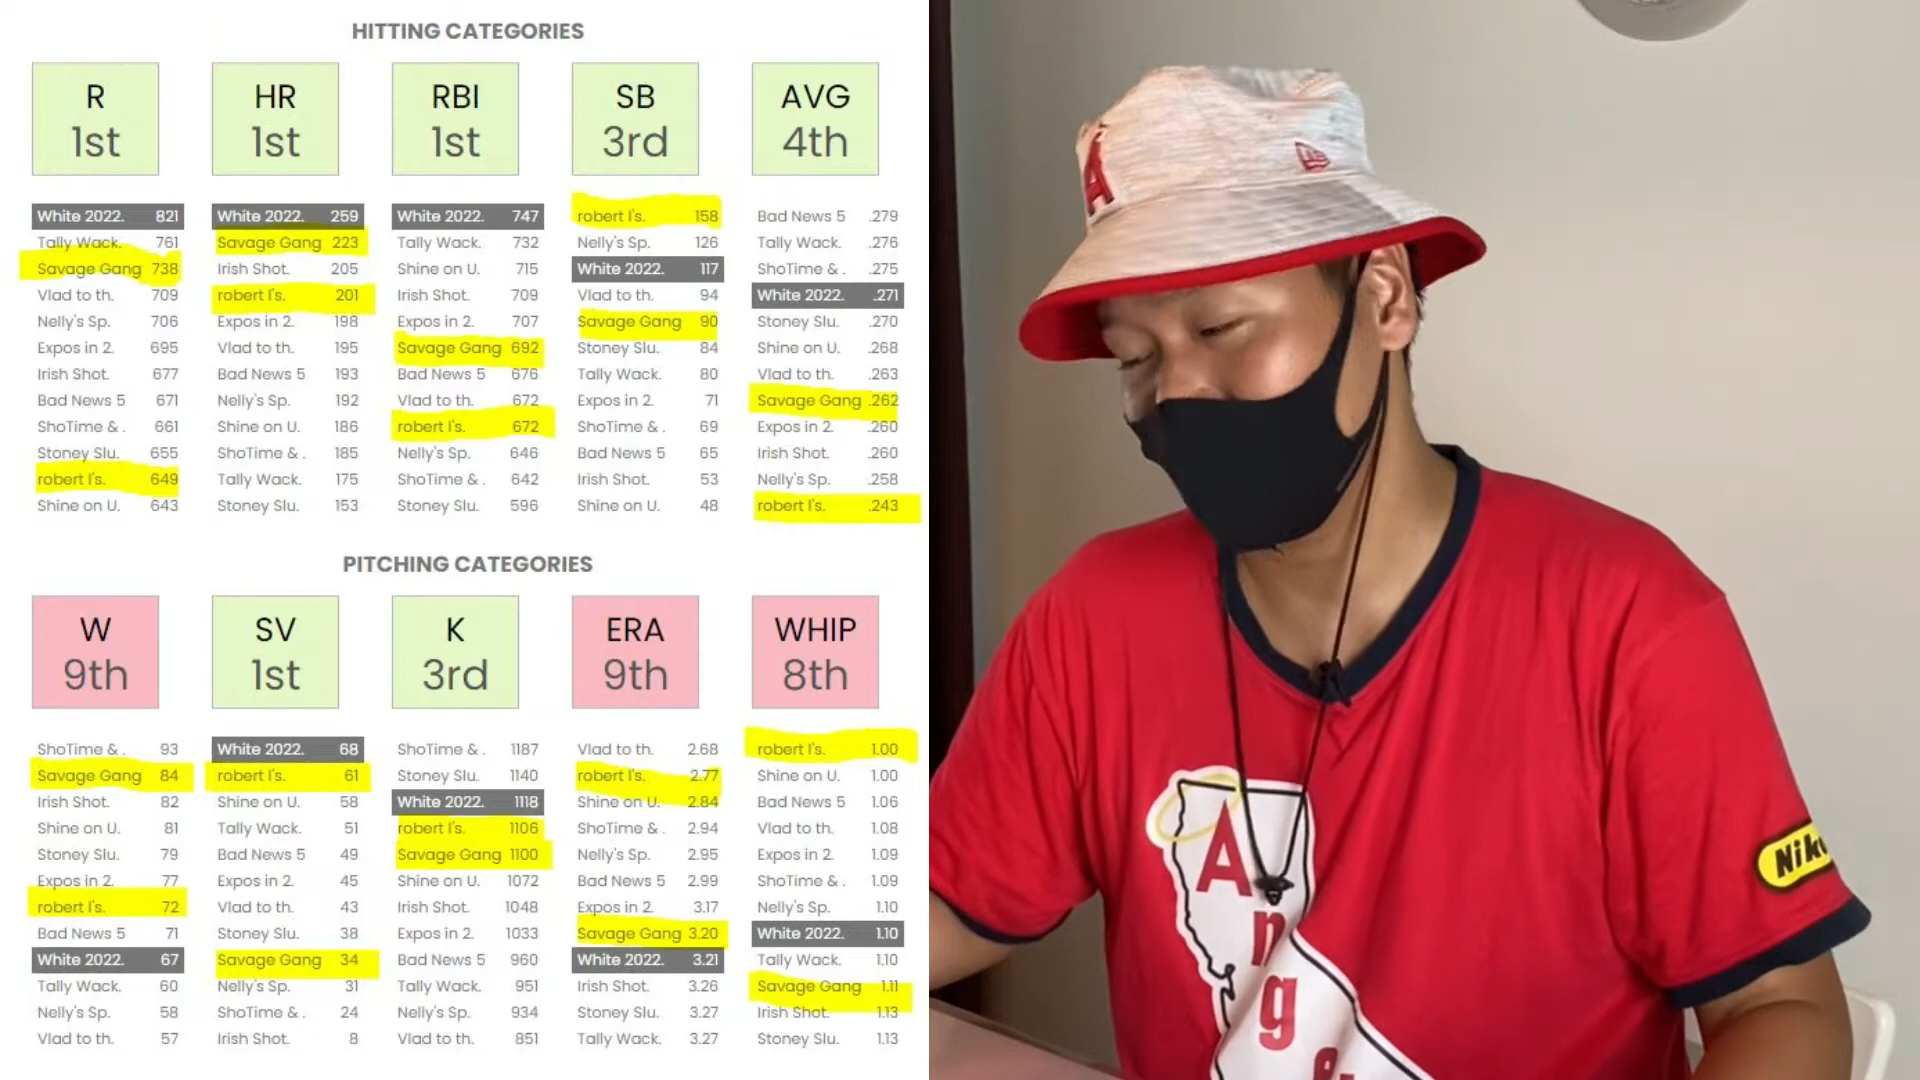 HITTING CATEGORIES
R HR RBI SB AVG
1st 1st 1st 3rd 4th
White 2022. 821 White 2022. 259 White 2022. 747 robert I's. 158 Bad News 5 .279
Tally Wack. 761 Savage Gang 223 Tally Wack. 732 Nelly's Sp. 126 Tally Wack. .276
Savage Gang 738 Irish Shot. 205 Shine on U. 715 White 2022. 117 ShoTime & . .275
Vlad to th. 709 robert I's. 201 Irish Shot. 709 Vlad to th. 94 White 2022. .271
Nelly's Sp. 706 Expos in 2. 198 Expos in 2. 707 Savage Gang 90 Stoney Slu. .270
Expos in 2. 695 Vlad to th. 195 Savage Gang 692 Stoney Slu. 84 Shine on U. .268
Irish Shot. 677 Bad News 5 193 Bad News 5 676 Tally Wack. 80 Vlad to th. .263
Bad News 5 671 Nelly's Sp. 192 Vlad to th. 672 Expos in 2. 71 Savage Gang .262
ShoTime & . 661 Shine on U. 186 robert I's. 672 ShoTime & . 69 Expos in 2. .260
Stoney Slu. 655 ShoTime & . 185 Nelly's Sp. 646 Bad News 5 65 Irish Shot. .260
robert I's. 649 Tally Wack. 175 ShoTime & . 642 Irish Shot. 53 Nelly's Sp. .258
Shine on U. 643 Stoney Slu. 153 Stoney Slu. 596 Shine on U. 48 robert I's. .243
PITCHING CATEGORIES
W SV K ERA WHIP
9th 1st 3rd 9th 8th
ShoTime & . 93 White 2022. 68 ShoTime & . 1187 Vlad to th. 2.68 robert I's. 1.00
Savage Gang 84 robert I's. 61 Stoney Slu. 1140 robert I's. 2.77 Shine on U. 1.00
Irish Shot. 82 Shine on U. 58 White 2022. 1118 Shine on U. 2.84 Bad News 5 1.06
Shine on U. 81 Tally Wack. 51 robert I's. 1106 ShoTime & . 2.94 Vlad to th. 1.08
Stoney Slu. 79 Bad News 5 49 Savage Gang 1100 Nelly's Sp. 2.95 Expos in 2. 1.09
Expos in 2. 77 Expos in 2. 45 Shine on U. 1072 Bad News 5 2.99 ShoTime & . 1.09
robert I's. 72 Vlad to th. 43 Irish Shot. 1048 Expos in 2. 3.17 Nelly's Sp. 1.10
Bad News 5 71 Stoney Slu. 38 Expos in 2. 1033 Savage Gang 3.20 White 2022. 1.10
White 2022. 67 Savage Gang 34 Bad News 5 960 White 2022. 3.21 Tally Wack. 1.10
Tally Wack. 60 Nelly's Sp. 31 Tally Wack. 951 Irish Shot. 3.26 Savage Gang 1.11
Nelly's Sp. 58 ShoTime & . 24 Nelly's Sp. 934 Stoney Slu. 3.27 Irish Shot. 1.13
Vlad to th. 57 Irish Shot. 8 Vlad to th. 851 Tally Wack. 3.27 Stoney Slu. 1.13
A
Nik
A
n
g